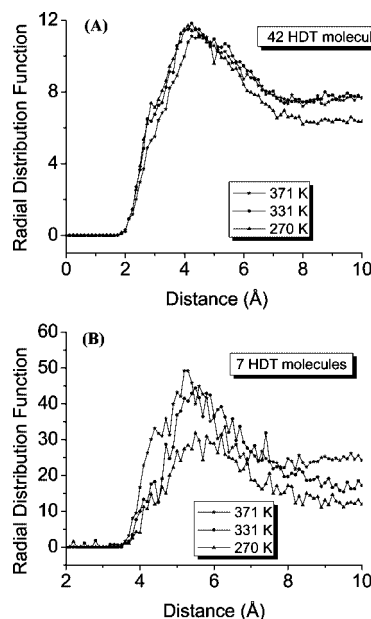 (A)
42 HDT molecul
Radial Distribution Function
12
8
4
0
371 K
331 K
270 K
0 2 4 6 8 10
Distance (Å)
(B)
7 HDT molecules
Radial Distribution Function
60
50
40
30
20
10
0
371 K
331 K
270 K
2 4 6 8 10
Distance (Å)